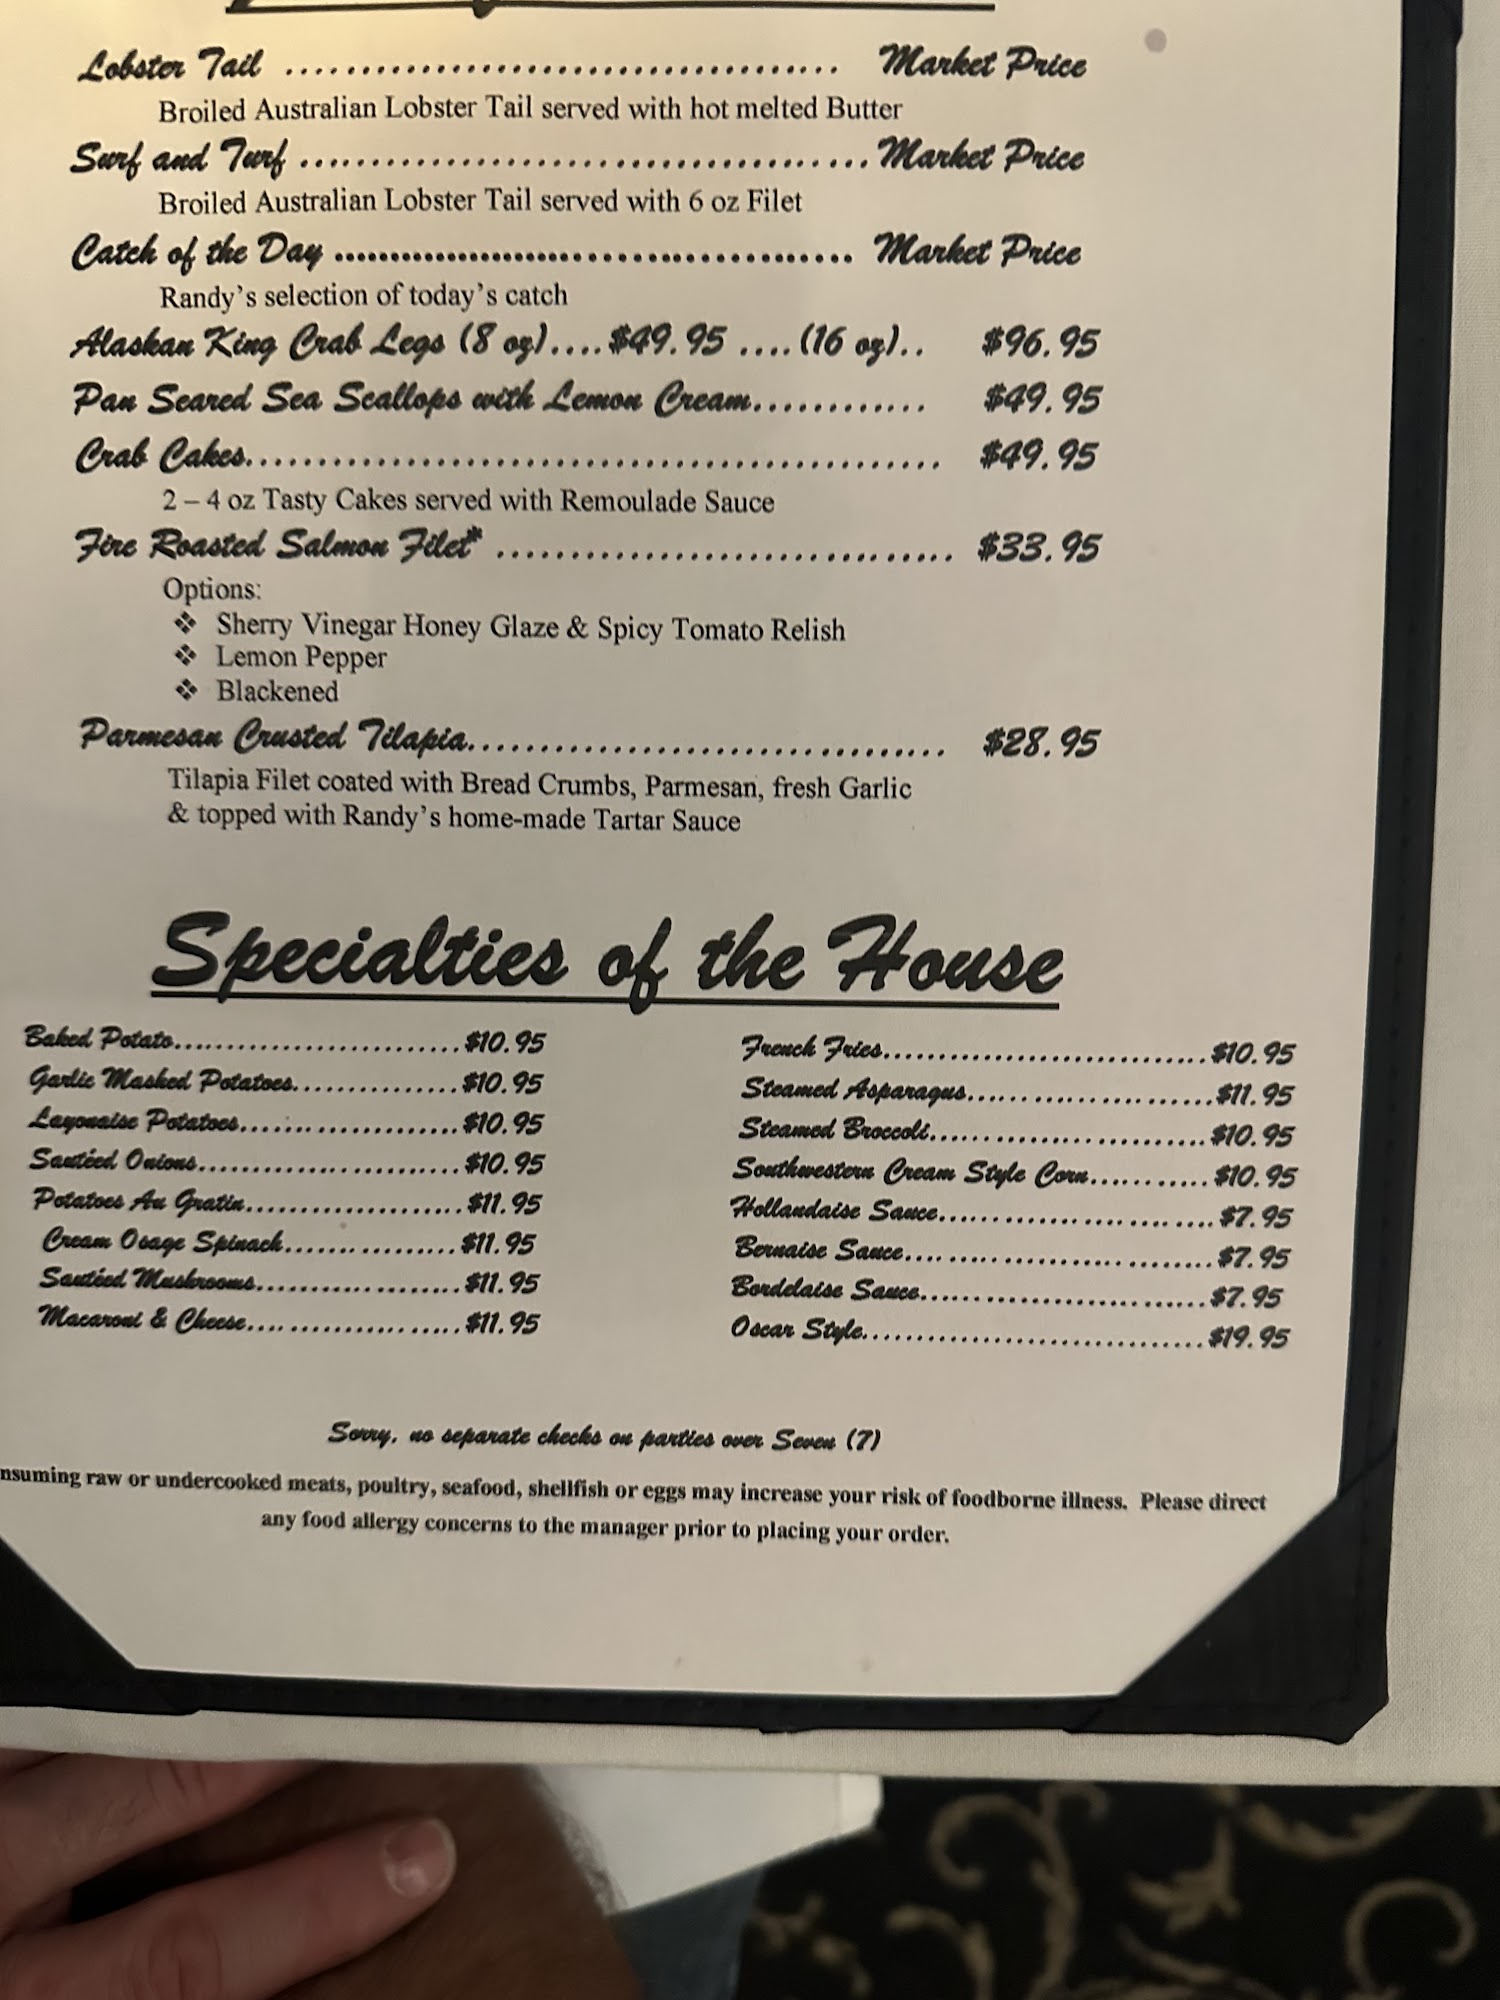 Lobster Tail ..................................... Market Price
Broiled Australian Lobster Tail served with hot melted Butter
Surf and Turf ..................................... Market Price
Broiled Australian Lobster Tail served with 6 oz Filet
Catch of the Day ..................................... Market Price
Randy's selection of today's catch
Alaskan King Crab Legs (8 oz)....$49.95 ....(16 oz).. $96.95
Pan Seared Sea Scallops with Lemon Cream............ $49.95
Crab Cakes................................................ $49.95
2 – 4 oz Tasty Cakes served with Remoulade Sauce
Fire Roasted Salmon Filet* ................................ $33.95
Options:
❖ Sherry Vinegar Honey Glaze & Spicy Tomato Relish
❖ Lemon Pepper
❖ Blackened
Parmesan Crusted Tilapia................................. $28.95
Tilapia Filet coated with Bread Crumbs, Parmesan, fresh Garlic
& topped with Randy's home-made Tartar Sauce
Specialties of the House
Baked Potato...........................$10.95
Garlic Mashed Potatoes...............$10.95
Layonaise Potatoes.....................$10.95
Sautéed Onions.........................$10.95
Potatoes Au Gratin.....................$11.95
Cream Osage Spinach.................$11.95
Sautéed Mushrooms....................$11.95
Macaroni & Cheese.....................$11.95
French Fries..............................$10.95
Steamed Asparagus.......................$11.95
Steamed Broccoli..........................$10.95
Southwestern Cream Style Corn...........$10.95
Hollandaise Sauce..........................$7.95
Bernaise Sauce.............................$7.95
Bordelaise Sauce...........................$7.95
Oscar Style................................$19.95
Sorry, no separate checks on parties over Seven (7)
nsuming raw or undercooked meats, poultry, seafood, shellfish or eggs may increase your risk of foodborne illness. Please direct
any food allergy concerns to the manager prior to placing your order.